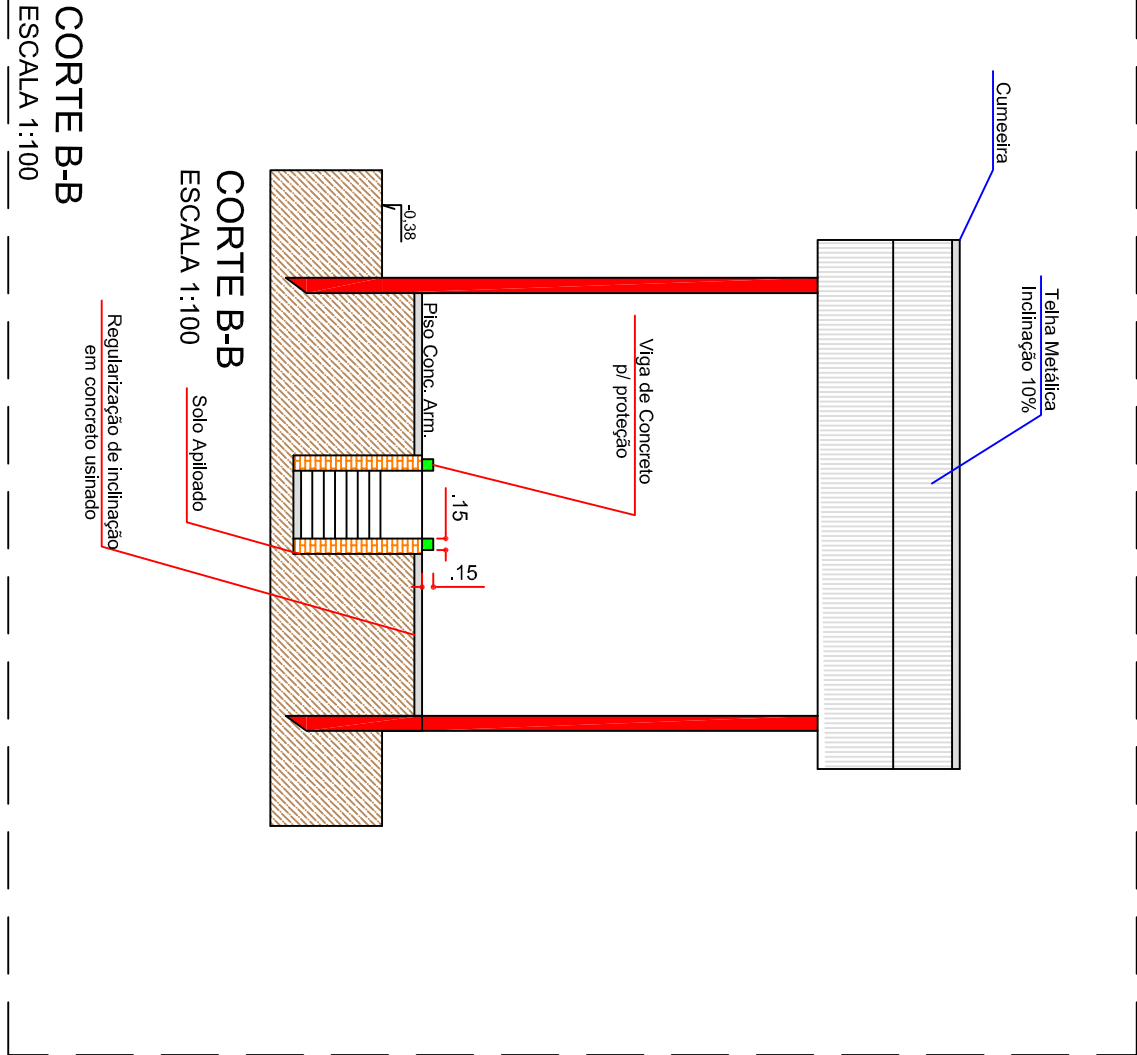 Cumeeira
Telha Metálica
Inclinação 10%
-0,38
Viga de Concreto
p/ proteção
Piso Conc. Arm.
.15
.15
CORTE B-B
ESCALA 1:100
Solo Apiloado
Regularização de inclinação
em concreto usinado
CORTE B-B
ESCALA 1:100